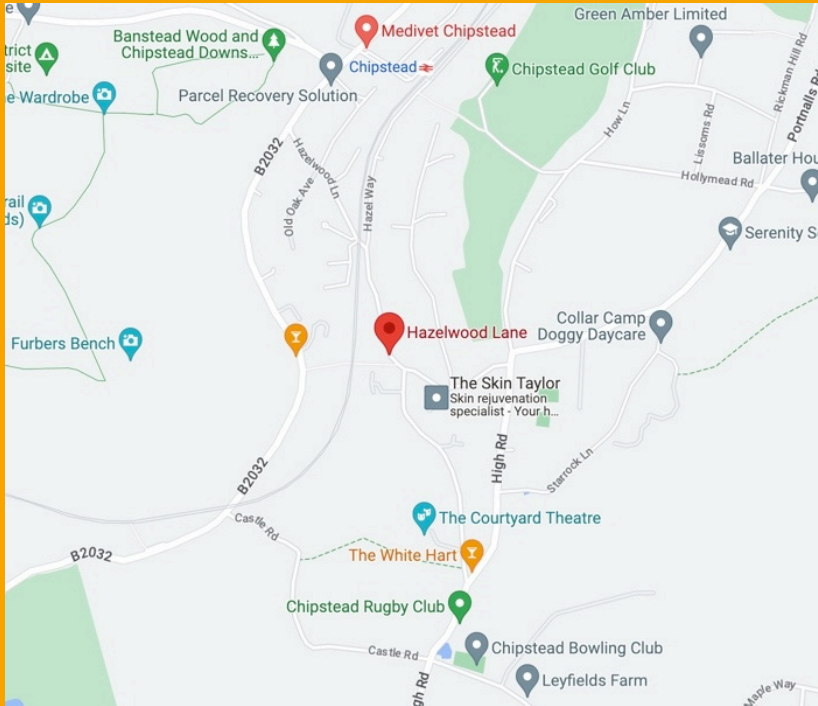 e
Medivet Chipstead
Green Amber Limited
Banstead Wood and
Chipstead Downs...
trict
site
Chipstead
Chipstead Golf Club
Rickman Hill Rd
e Wardrobe
Parcel Recovery Solution
How Ln
Lissoms Rd
Portnalls Rd
B2032
Hazelwood Ln
Ballater Hou
Old Oak Ave
Hazel Way
Hollymead Rd
rail
ds)
Serenity S
Collar Camp
Doggy Daycare
Hazelwood Lane
Furbers Bench
The Skin Taylor
Skin rejuvenation
specialist - Your h...
High Rd
Starrock Ln
B2032
Castle Rd
The Courtyard Theatre
B2032
The White Hart
Chipstead Rugby Club
Castle Rd
Chipstead Bowling Club
Leyfields Farm
gh Rd
Maple Way